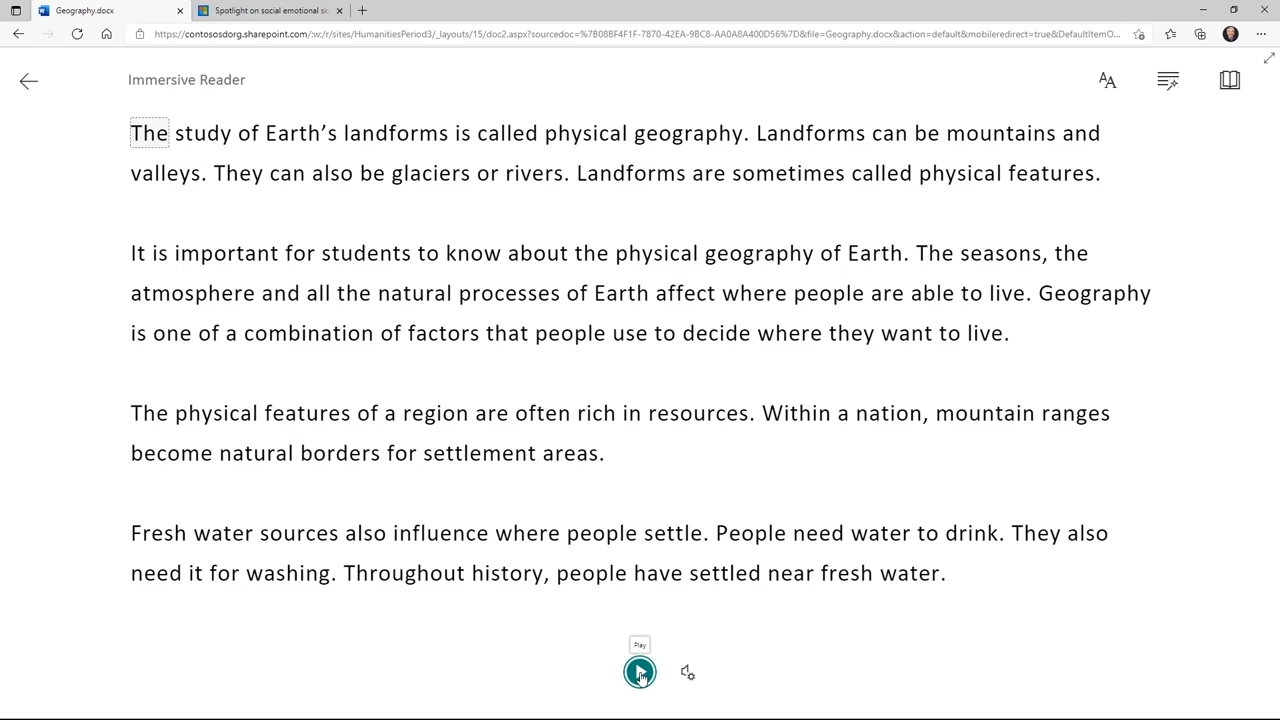 Geography.docx
Spotlight on social emotional sk
https://contososdorg.sharepoint.com/:w:/r/sites/HumanitiesPeriod3/_layouts/15/doc2.aspx?sourcedoc=%7B08BF4F1F-7870-42EA-9BC8-AA0A8A400D56%7D&file=Geography.docx&action=default&mobileredirect=true&DefaultItemO...
Immersive Reader
The study of Earth’s landforms is called physical geography. Landforms can be mountains and
valleys. They can also be glaciers or rivers. Landforms are sometimes called physical features.
It is important for students to know about the physical geography of Earth. The seasons, the
atmosphere and all the natural processes of Earth affect where people are able to live. Geography
is one of a combination of factors that people use to decide where they want to live.
The physical features of a region are often rich in resources. Within a nation, mountain ranges
become natural borders for settlement areas.
Fresh water sources also influence where people settle. People need water to drink. They also
need it for washing. Throughout history, people have settled near fresh water.
Play